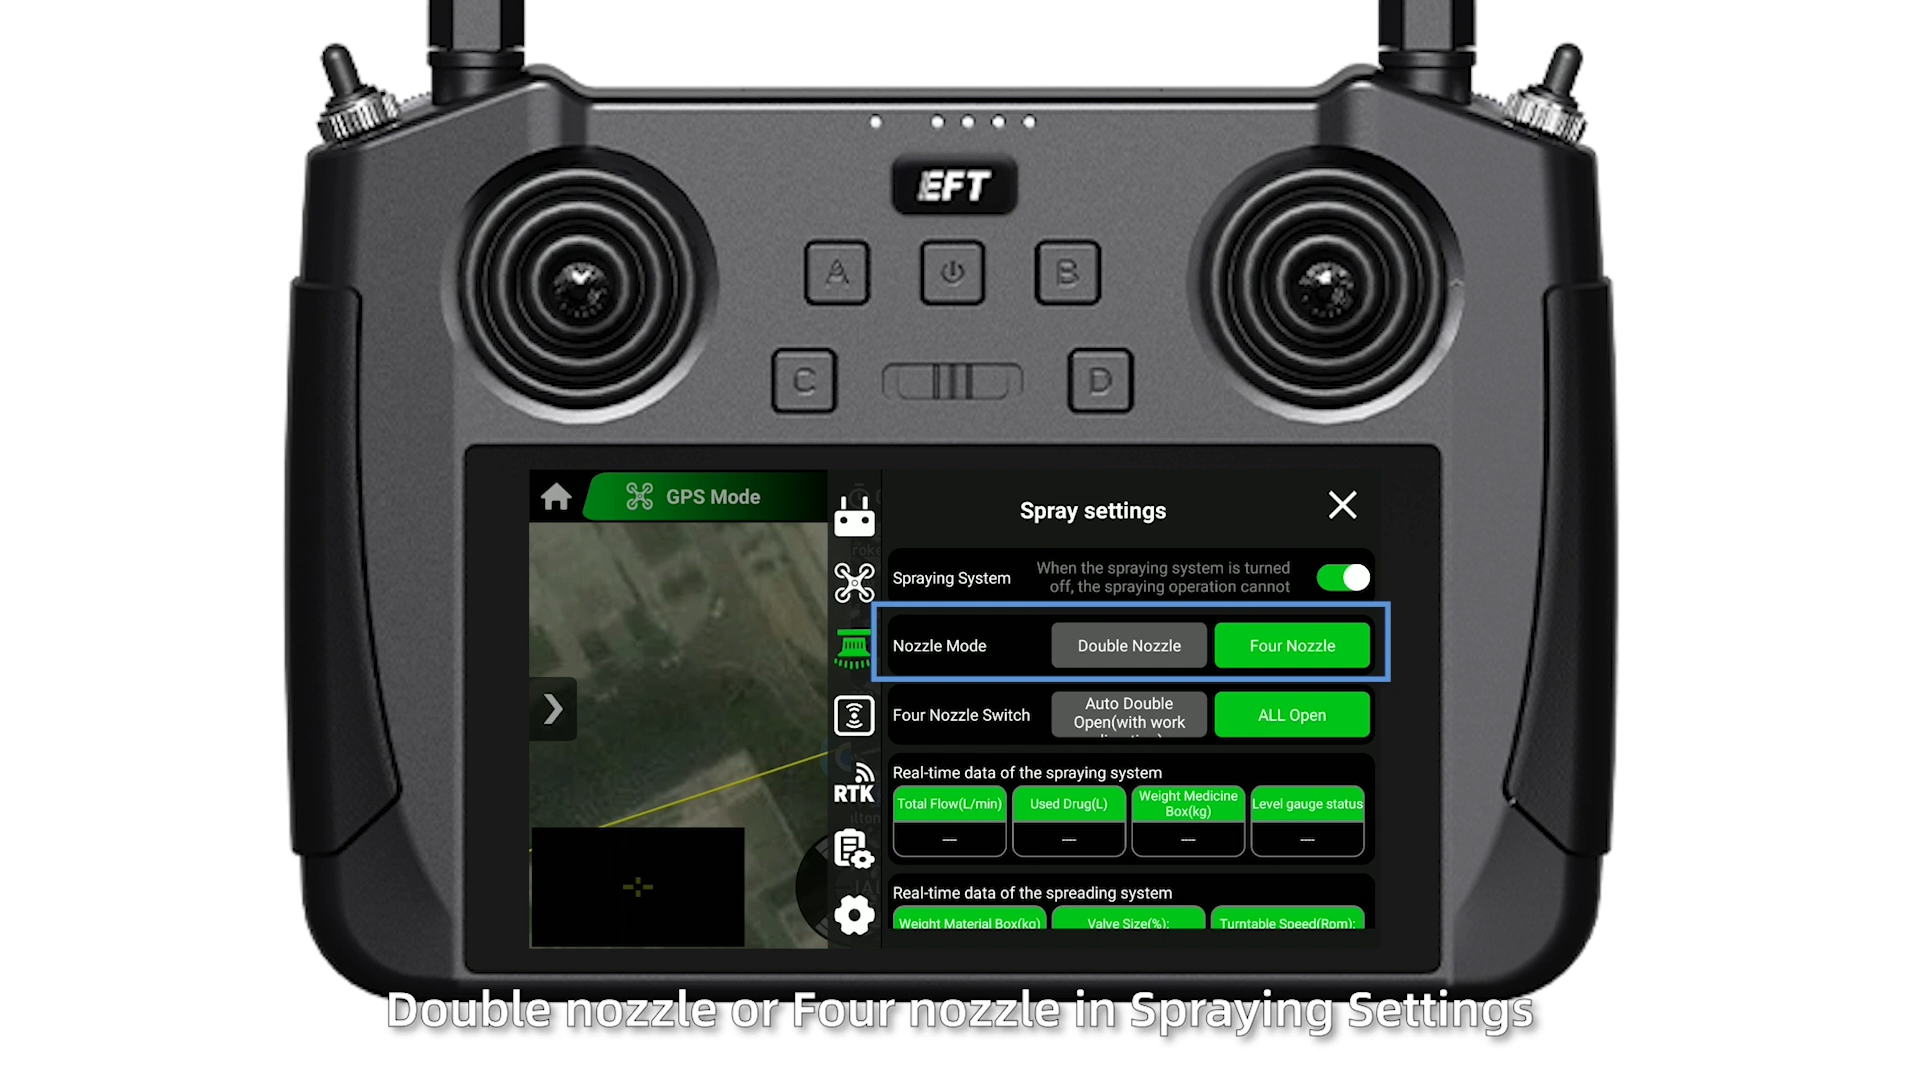 EFT
A
B
C
D
GPS Mode
Spray settings
Spraying System
When the spraying system is turned
off, the spraying operation cannot
Nozzle Mode
Double Nozzle
Four Nozzle
Four Nozzle Switch
Auto Double
Open(with work
ALL Open
RTK
Real-time data of the spraying system
Total Flow(L/min)
Used Drug(L)
Weight Medicine
Box(kg)
Level gauge status
---
---
---
---
Real-time data of the spreading system
Weight Material Box(kg)
Valve Size(%):
Turntable Speed(Rpm):
Double nozzle or Four nozzle in Spraying Settings